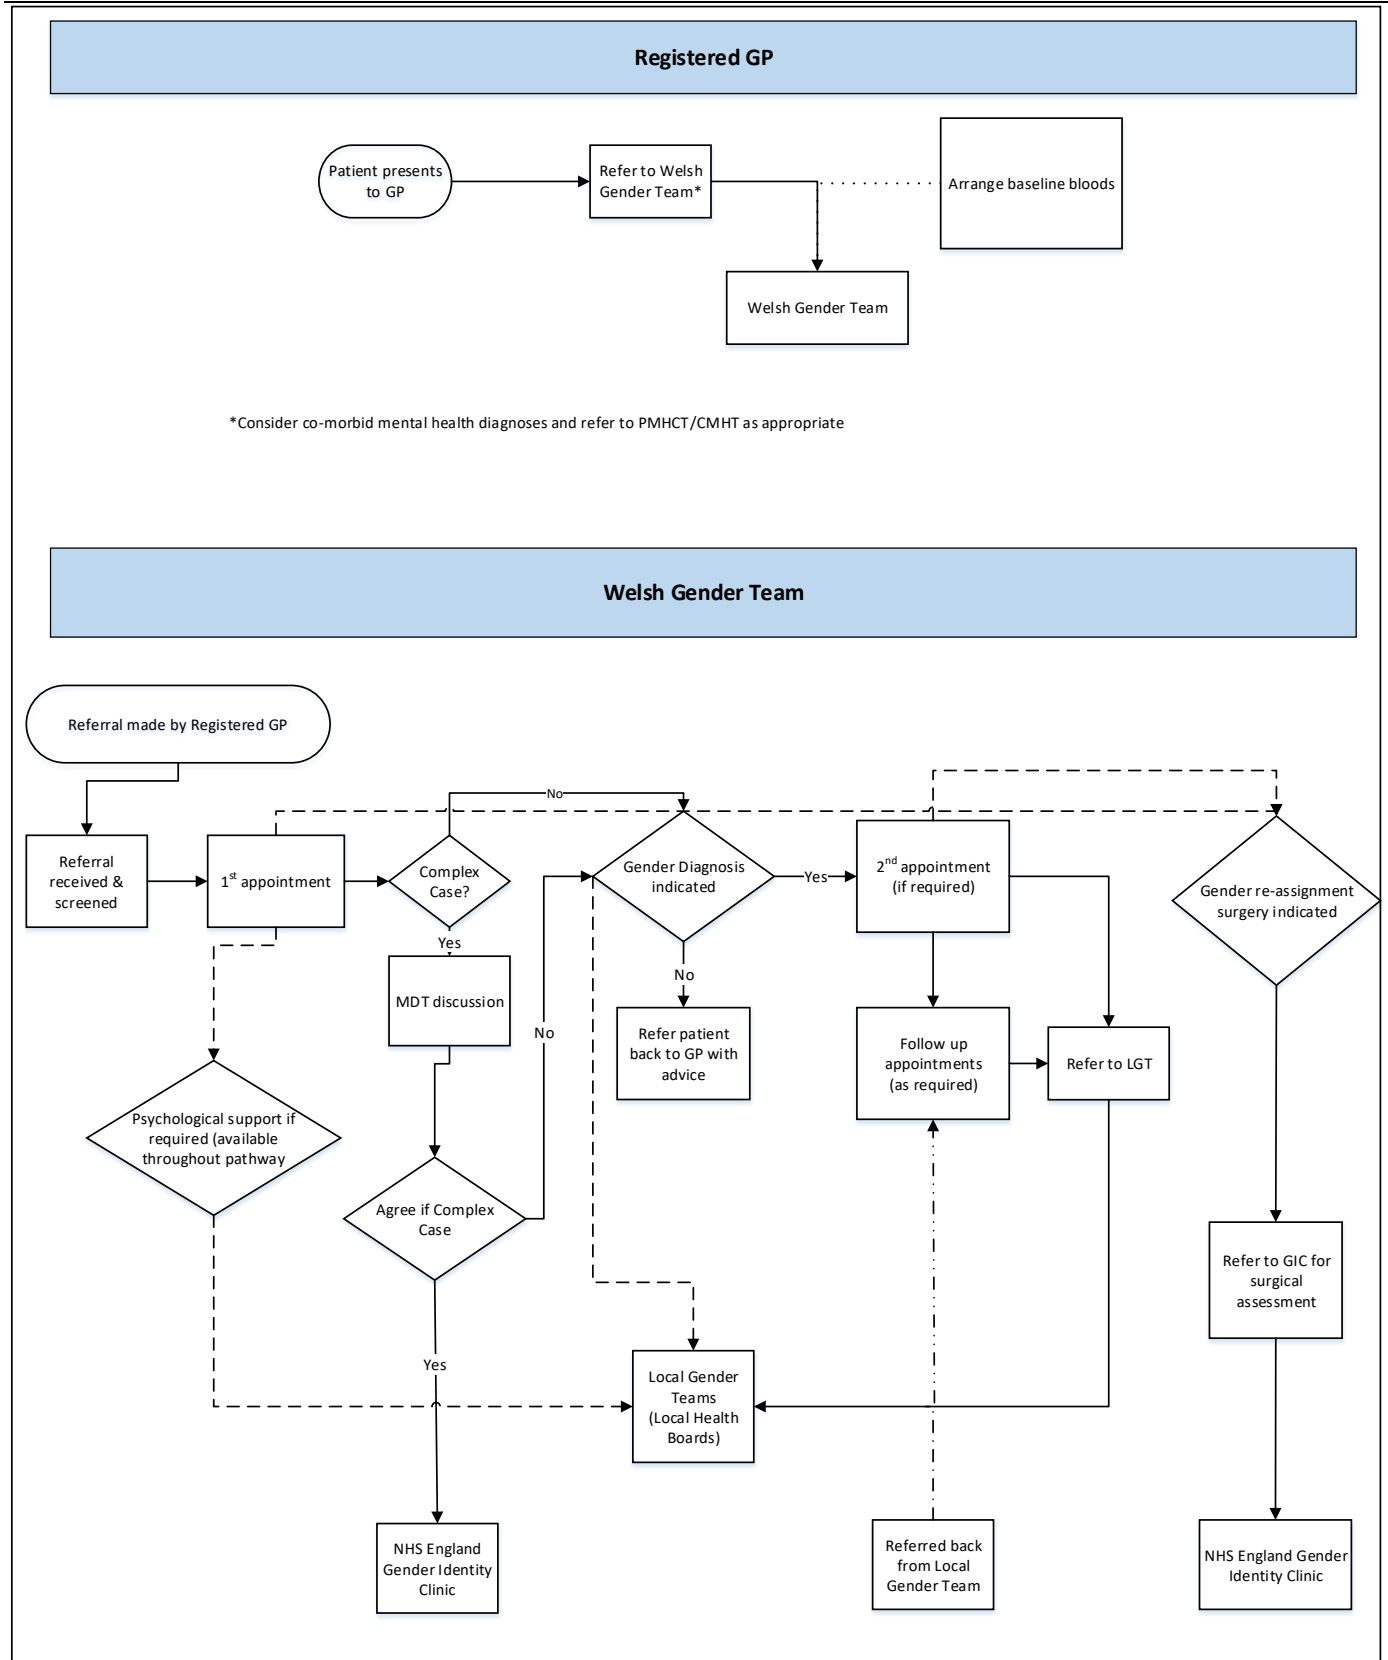 Registered GP
Patient presents
to GP
Refer to Welsh
Gender Team*
Arrange baseline bloods
Welsh Gender Team
*Consider co-morbid mental health diagnoses and refer to PMHCT/CMHT as appropriate
Welsh Gender Team
Referral made by Registered GP
Referral
received &
screened
1st appointment
Complex
Case?
No
Yes
MDT discussion
Agree if Complex
Case
No
Yes
NHS England
Gender Identity
Clinic
Psychological support if
required (available
throughout pathway
Gender Diagnosis
indicated
Yes
No
Refer patient
back to GP with
advice
2nd appointment
(if required)
Follow up
appointments
(as required)
Refer to LGT
Local Gender
Teams
(Local Health
Boards)
Referred back
from Local
Gender Team
Gender re-assignment
surgery indicated
Refer to GIC for
surgical
assessment
NHS England Gender
Identity Clinic